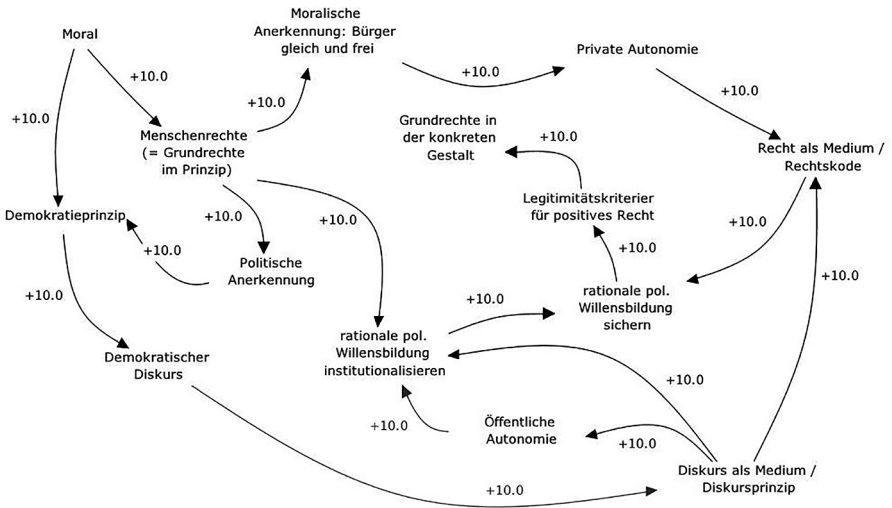 Moralische
Anerkennung: Bürger
gleich und frei
Moral
Private Autonomie
+10.0
+10.0
+10.0
+10.0
+10.0
+10.0
Grundrechte in
der konkreten
Gestalt
+10.0
Menschenrechte
(= Grundrechte
im Prinzip)
Recht als Medium /
Rechtskode
Legitimitätskriterier
für positives Recht
Demokratieprinzip
+10.0
+10.0
+10.0
+10.0
+10.0
Politische
Anerkennung
+10.0
+10.0
rationale pol.
Willensbildung
sichern
+10.0
rationale pol.
Willensbildung
institutionalisieren
Demokratischer
Diskurs
+10.0
+10.0
Öffentliche
Autonomie
+10.0
Diskurs als Medium /
Diskursprinzip
+10.0